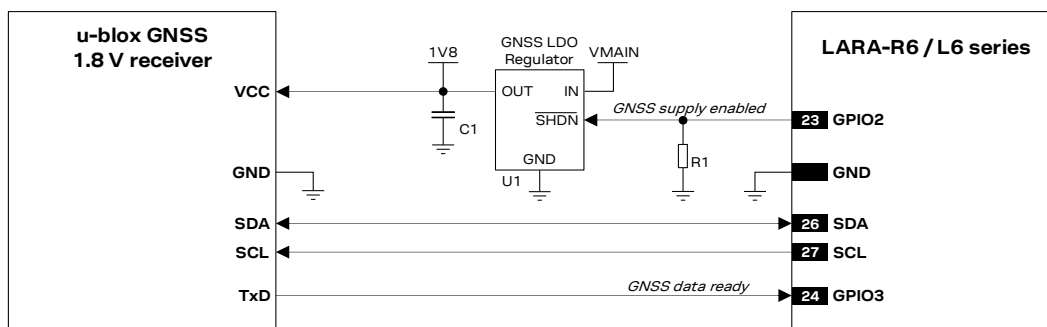 u-blox GNSS
1.8 V receiver
VCC
GND
SDA
SCL
TxD
1V8
C1
GNSS LDO
Regulator
OUT
IN
SHDN
GND
U1
VMAIN
GNSS supply enabled
R1
GNSS data ready
LARA-R6 / L6 series
23 GPIO2
GND
26 SDA
27 SCL
24 GPIO3